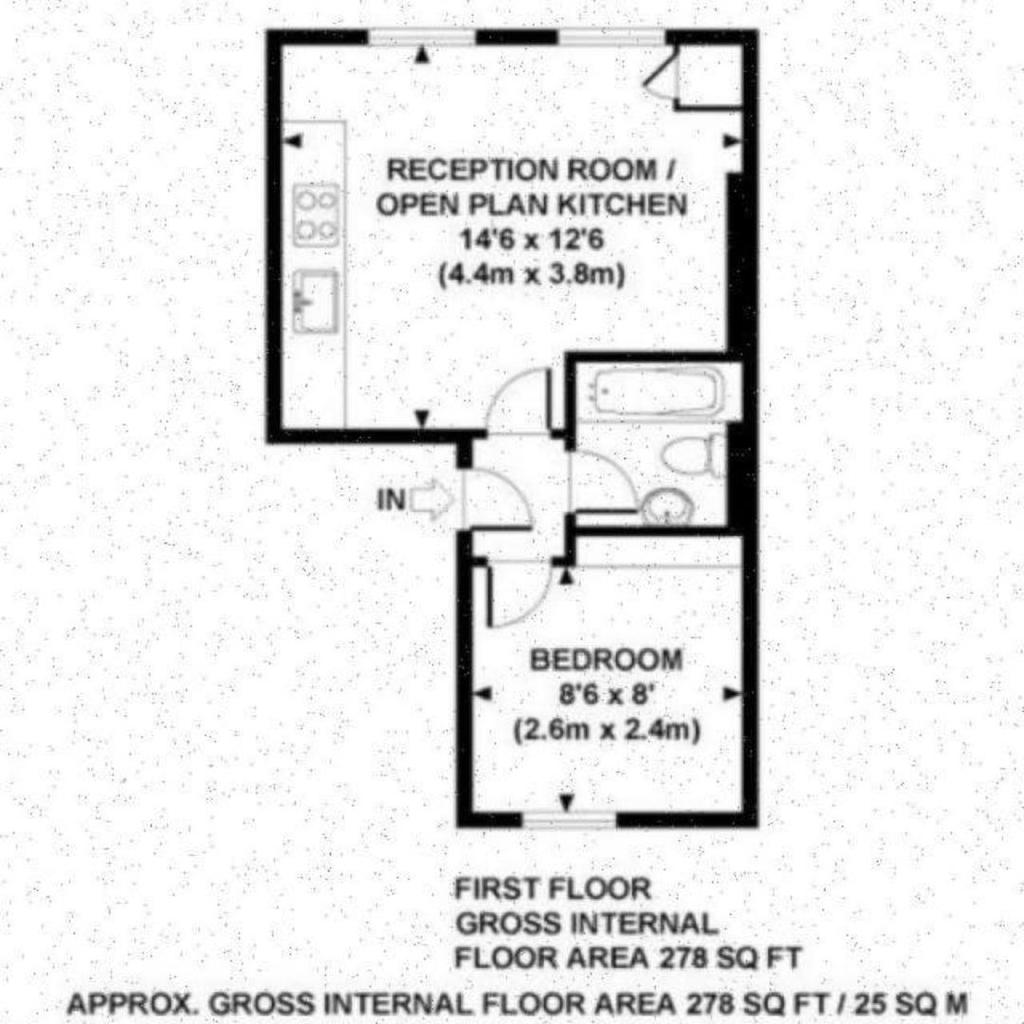 RECEPTION ROOM /
OPEN PLAN KITCHEN
14'6 x 12'6
(4.4m x 3.8m)
IN
BEDROOM
8'6 x 8'
(2.6m x 2.4m)
FIRST FLOOR
GROSS INTERNAL
FLOOR AREA 278 SQ FT
APPROX. GROSS INTERNAL FLOOR AREA 278 SQ FT / 25 SQ M